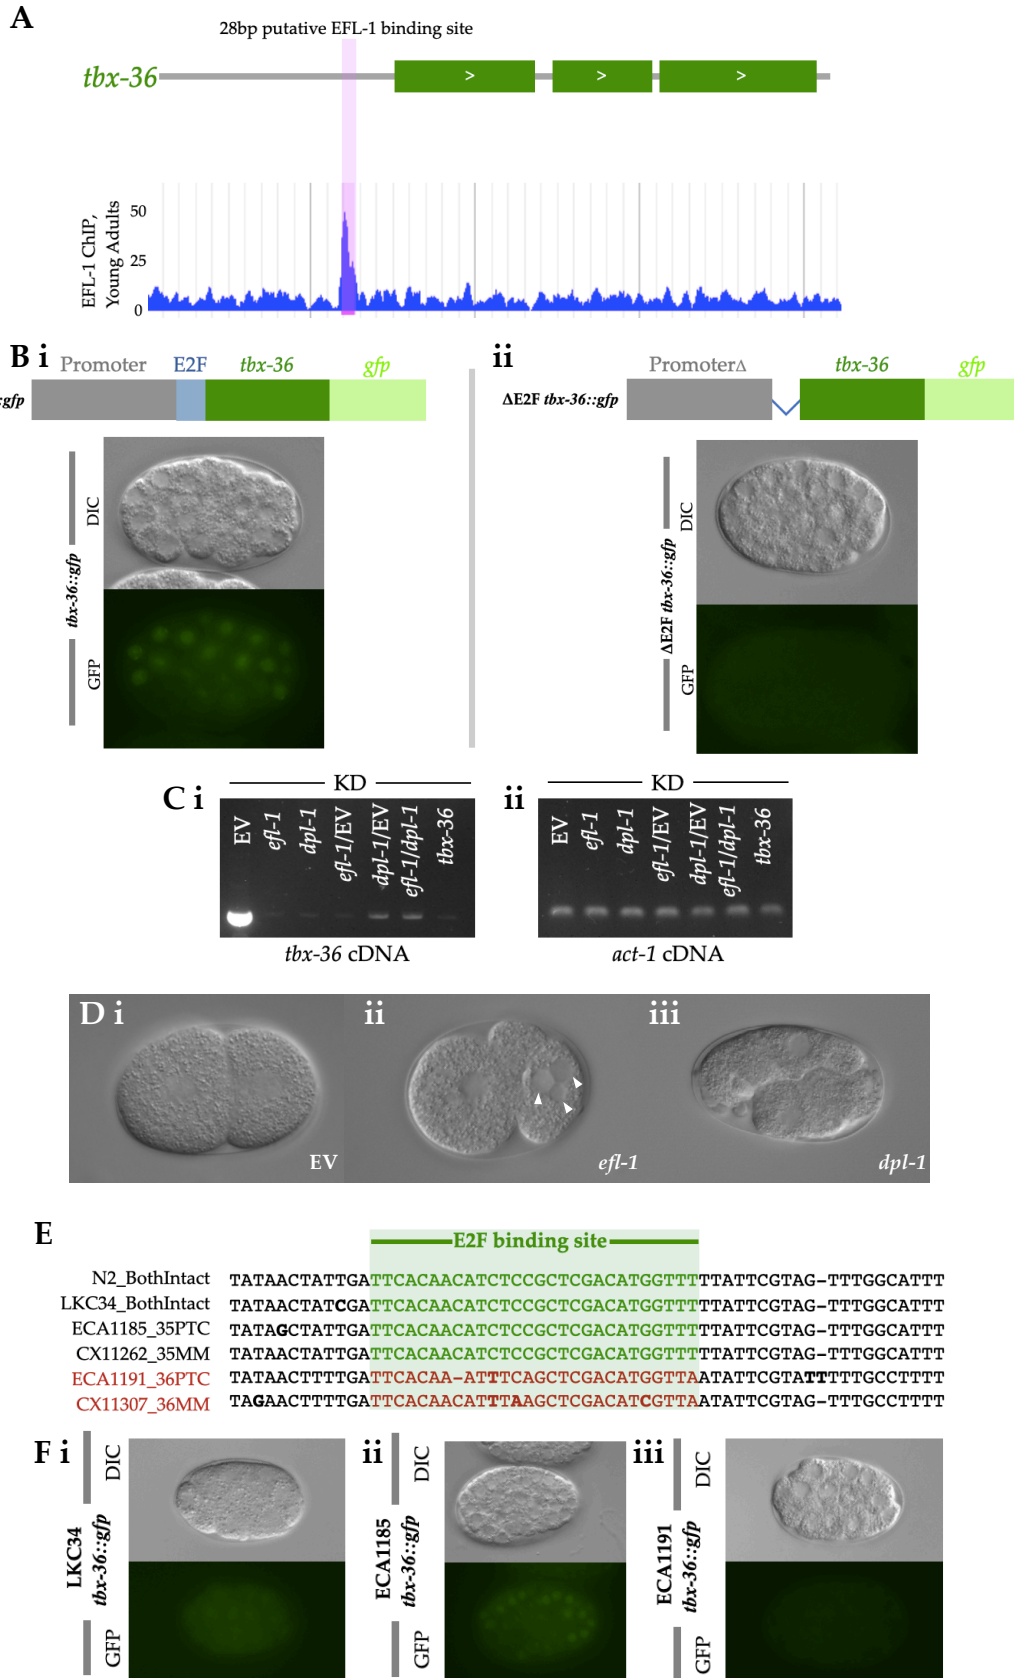 A
28bp putative EFL-1 binding site
tbx-36
> > >
EFL-1 ChIP,
Young Adults
50
25
0
B i
Promoter E2F tbx-36 gfp
:gfp
DIC
tbx-36::gfp
GFP
ii
PromoterΔ tbx-36 gfp
ΔE2F tbx-36::gfp
DIC
ΔE2F tbx-36::gfp
GFP
C i
KD
EV
efl-1
dpl-1
efl-1/EV
dpl-1/EV
efl-1/dpl-1
tbx-36
tbx-36 cDNA
ii
KD
EV
efl-1
dpl-1
efl-1/EV
dpl-1/EV
efl-1/dpl-1
tbx-36
act-1 cDNA
D i
EV
ii
efl-1
iii
dpl-1
E
E2F binding site
N2_BothIntact TATAACTATTGATTCACAACATCTCCGCTCGACATGGTTTTTATTCGTAG-TTTGGCATTT
LKC34_BothIntact TATAACTATCGATTCACAACATCTCCGCTCGACATGGTTTTTATTCGTAG-TTTGGCATTT
ECA1185_35PTC TATAGCTATTGATTCACAACATCTCCGCTCGACATGGTTTTTATTCGTAG-TTTGGCATTT
CX11262_35MM TATAACTATTGATTCACAACATCTCCGCTCGACATGGTTTTTATTCGTAG-TTTGGCATTT
ECA1191_36PTC TATAACTTTTGATTCACAA-ATTTCAGCTCGACATGGTTAATATTCGTATTTTTGCCTTTT
CX11307_36MM TAGAACTTTTGATTCACAACATTTAAGCTCGACATCGTTAATATTCGTAG-TTTGCCTTTT
F i
DIC
LKC34
tbx-36::gfp
GFP
ii
DIC
ECA1185
tbx-36::gfp
GFP
iii
DIC
ECA1191
tbx-36::gfp
GFP